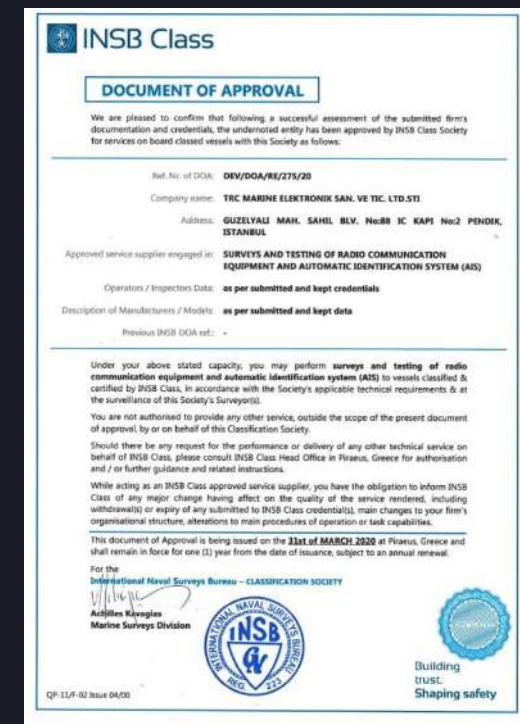 INSB Class
DOCUMENT OF APPROVAL
We are pleased to confirm that following a successful assessment of the submitted firm's
documentation and credentials, the undernoted entity has been approved by INSB Class Society
for services on board classed vessels with this Society as follows:
Ref. Nr. of DOA: DEV/DOA/RE/275/20
Company name: TRC MARINE ELEKTRONIK SAN. VE TIC. LTD.STI
Address: GUZELYALI MAH. SAHIL BLV. No:88 IC KAPI No:2 PENDIK,
ISTANBUL
Approved service supplier engaged in: SURVEYS AND TESTING OF RADIO COMMUNICATION
EQUIPMENT AND AUTOMATIC IDENTIFICATION SYSTEM (AIS)
Operators / Inspectors Data: as per submitted and kept credentials
Description of Manufacturers / Models: as per submitted and kept data
Previous INSB DOA ref.: -
Under your above stated capacity, you may perform surveys and testing of radio
communication equipment and automatic identification system (AIS) to vessels classified &
certified by INSB Class, in accordance with the Society's applicable technical requirements & at
the surveillance of this Society's Surveyor(s).
You are not authorised to provide any other service, outside the scope of the present document
of approval, by or on behalf of this Classification Society.
Should there be any request for the performance or delivery of any other technical service on
behalf of INSB Class, please consult INSB Class Head Office in Piraeus, Greece for authorisation
and / or further guidance and related instructions.
While acting as an INSB Class approved service supplier, you have the obligation to inform INSB
Class of any major change having affect on the quality of the service rendered, including
withdrawal(s) or expiry of any submitted to INSB Class credential(s), main changes to your firm's
organisational structure, alterations to main procedures of operation or task capabilities.
This document of Approval is being issued on the 31st of MARCH 2020 at Piraeus, Greece and
shall remain in force for one (1) year from the date of issuance, subject to an annual renewal.
For the
International Naval Surveys Bureau – CLASSIFICATION SOCIETY
Achilles Kavogias
Marine Surveys Division
INTERNATIONAL NAVAL SURVEYS BUREAU
INSB
REG. 223
Building
trust.
Shaping safety
QP-11/F-02 Issue 04/00